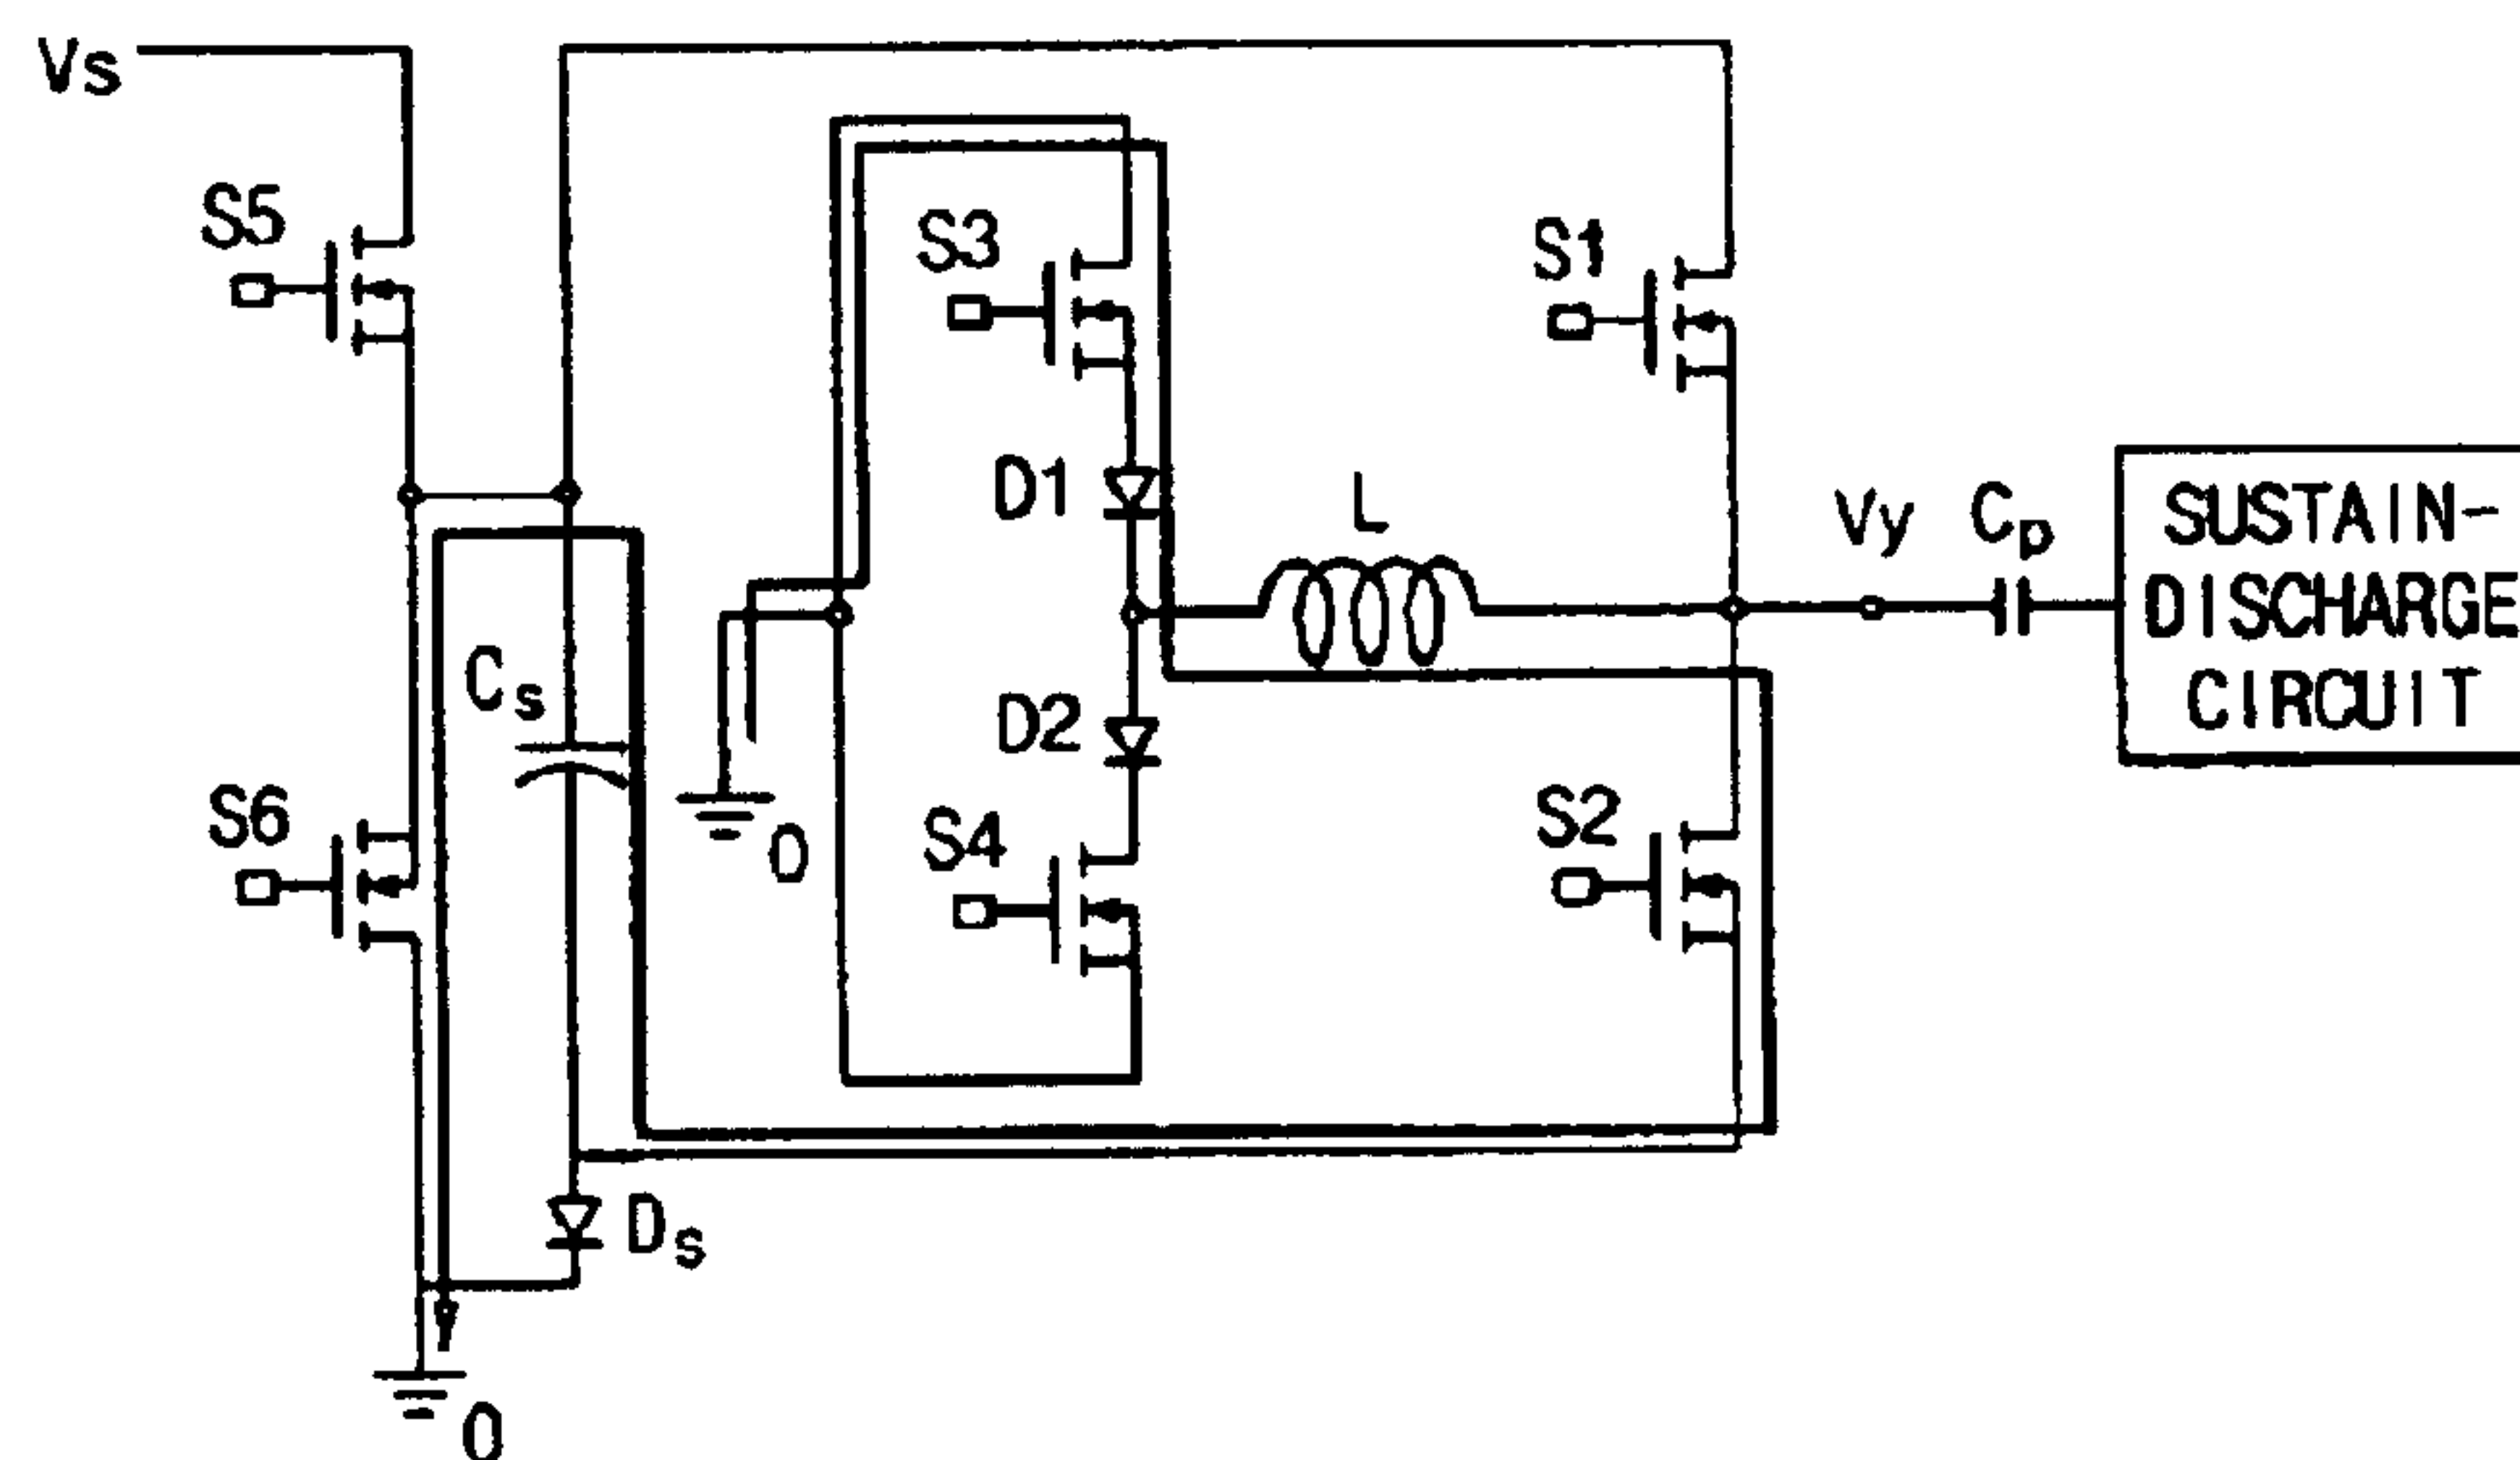 Vs
S5
S3
S1
D1
L
Vy
Cp
SUSTAIN-
DISCHARGE
CIRCUIT
Cs
D2
S6
S4
S2
0
Ds
0